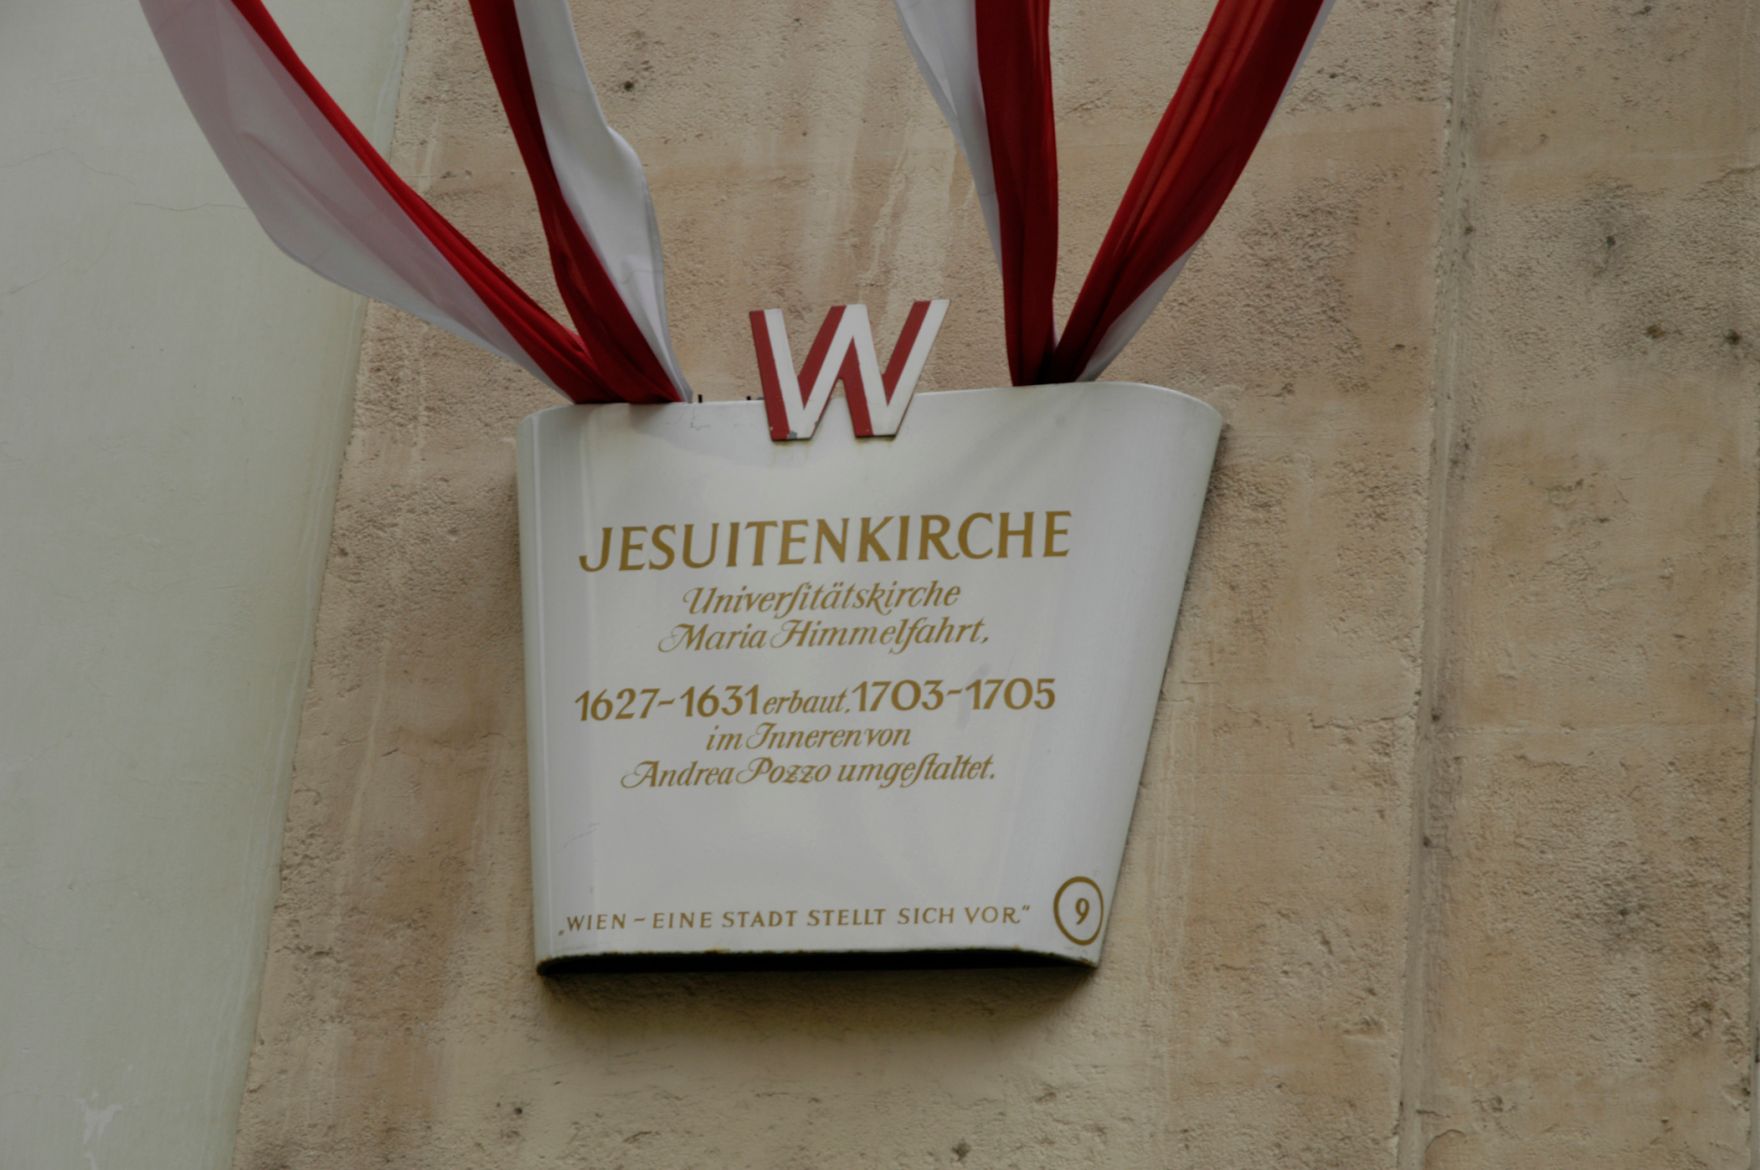 W
JESUITENKIRCHE
Univerſitätskirche
Maria Himmelfahrt,
1627-1631 erbaut. 1703-1705
im Inneren von
Andrea Pozzo umgeſtaltet.
„WIEN - EINE STADT STELLT SICH VOR“
9